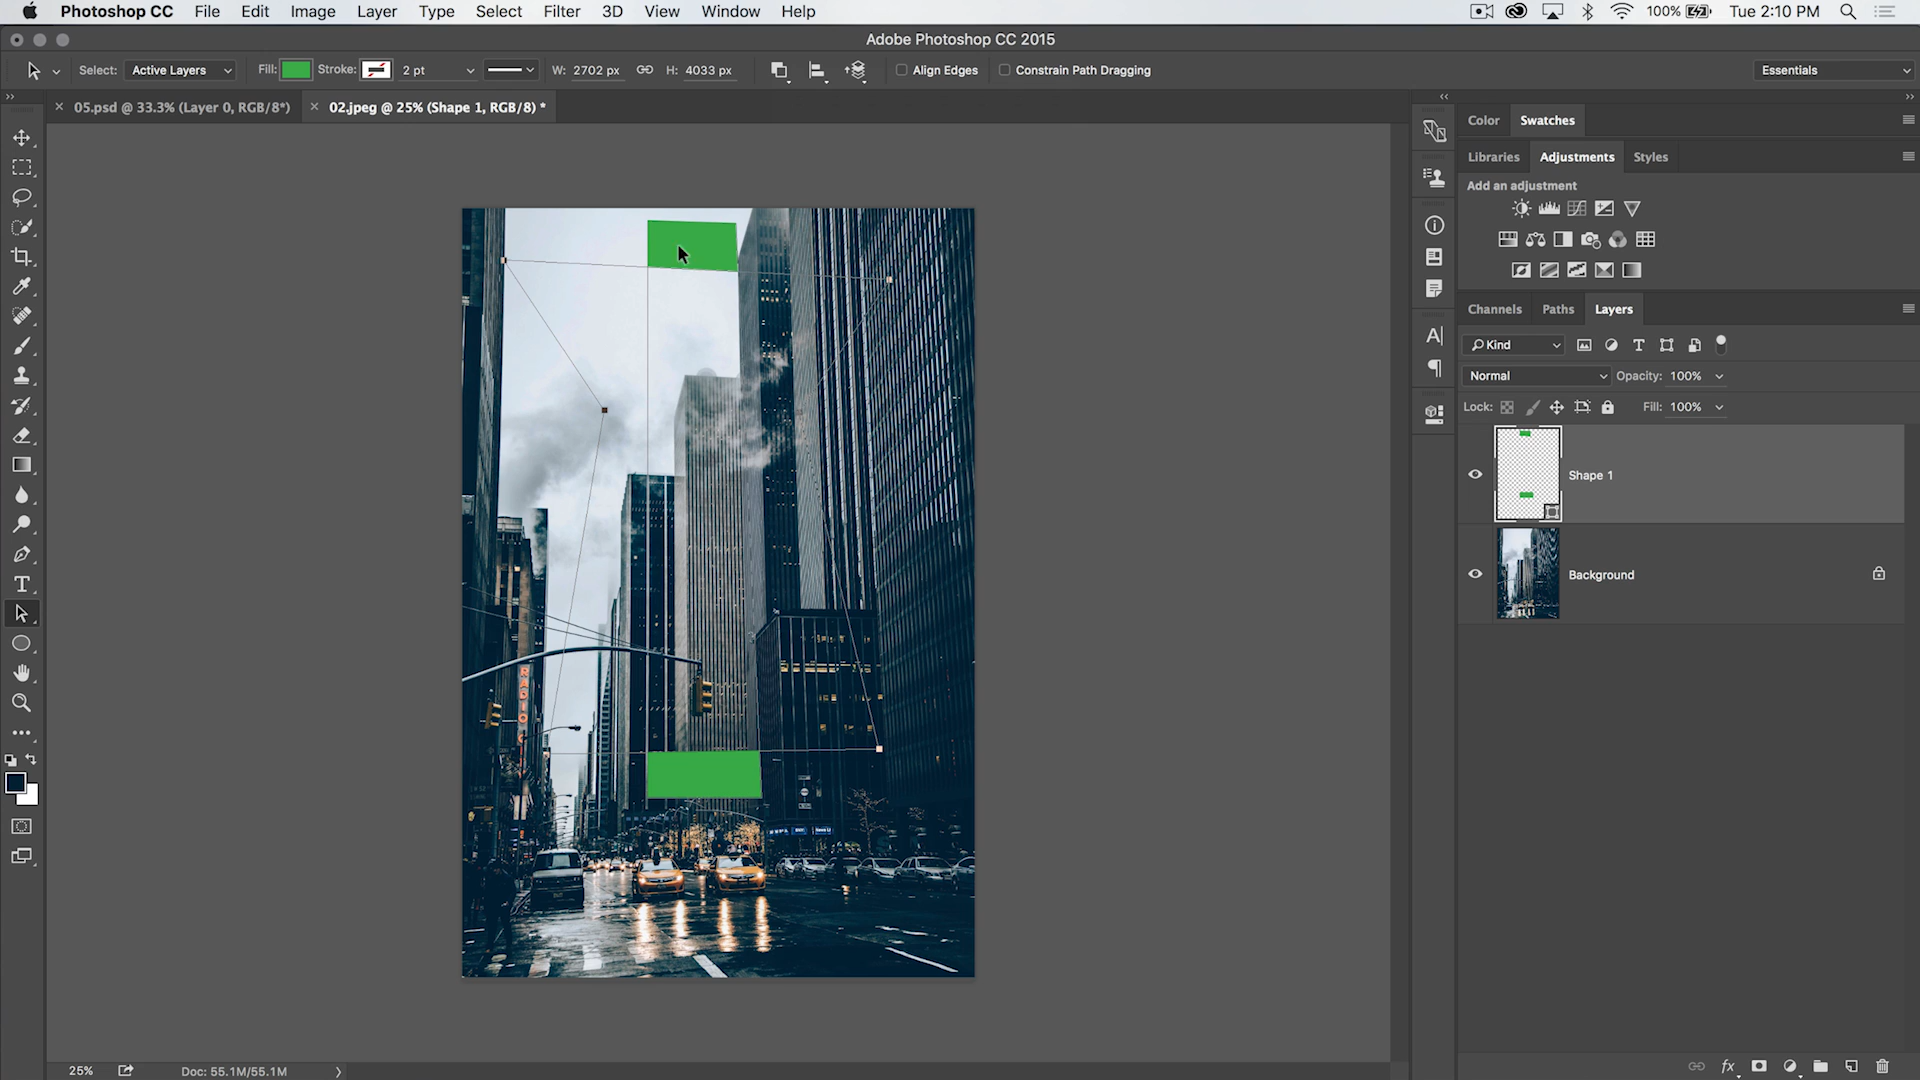 Photoshop CC File Edit Image Layer Type Select Filter 3D View Window Help 100% Tue 2:10 PM
Adobe Photoshop CC 2015
Select: Active Layers Fill: Stroke: 2 pt W: 2702 px H: 4033 px Align Edges Constrain Path Dragging Essentials
05.psd @ 33.3% (Layer 0, RGB/8*) 02.jpeg @ 25% (Shape 1, RGB/8) *
Color Swatches
Libraries Adjustments Styles
Add an adjustment
Channels Paths Layers
Kind
Normal Opacity: 100%
Lock: Fill: 100%
Shape 1
Background
RADIO
25% Doc: 55.1M/55.1M